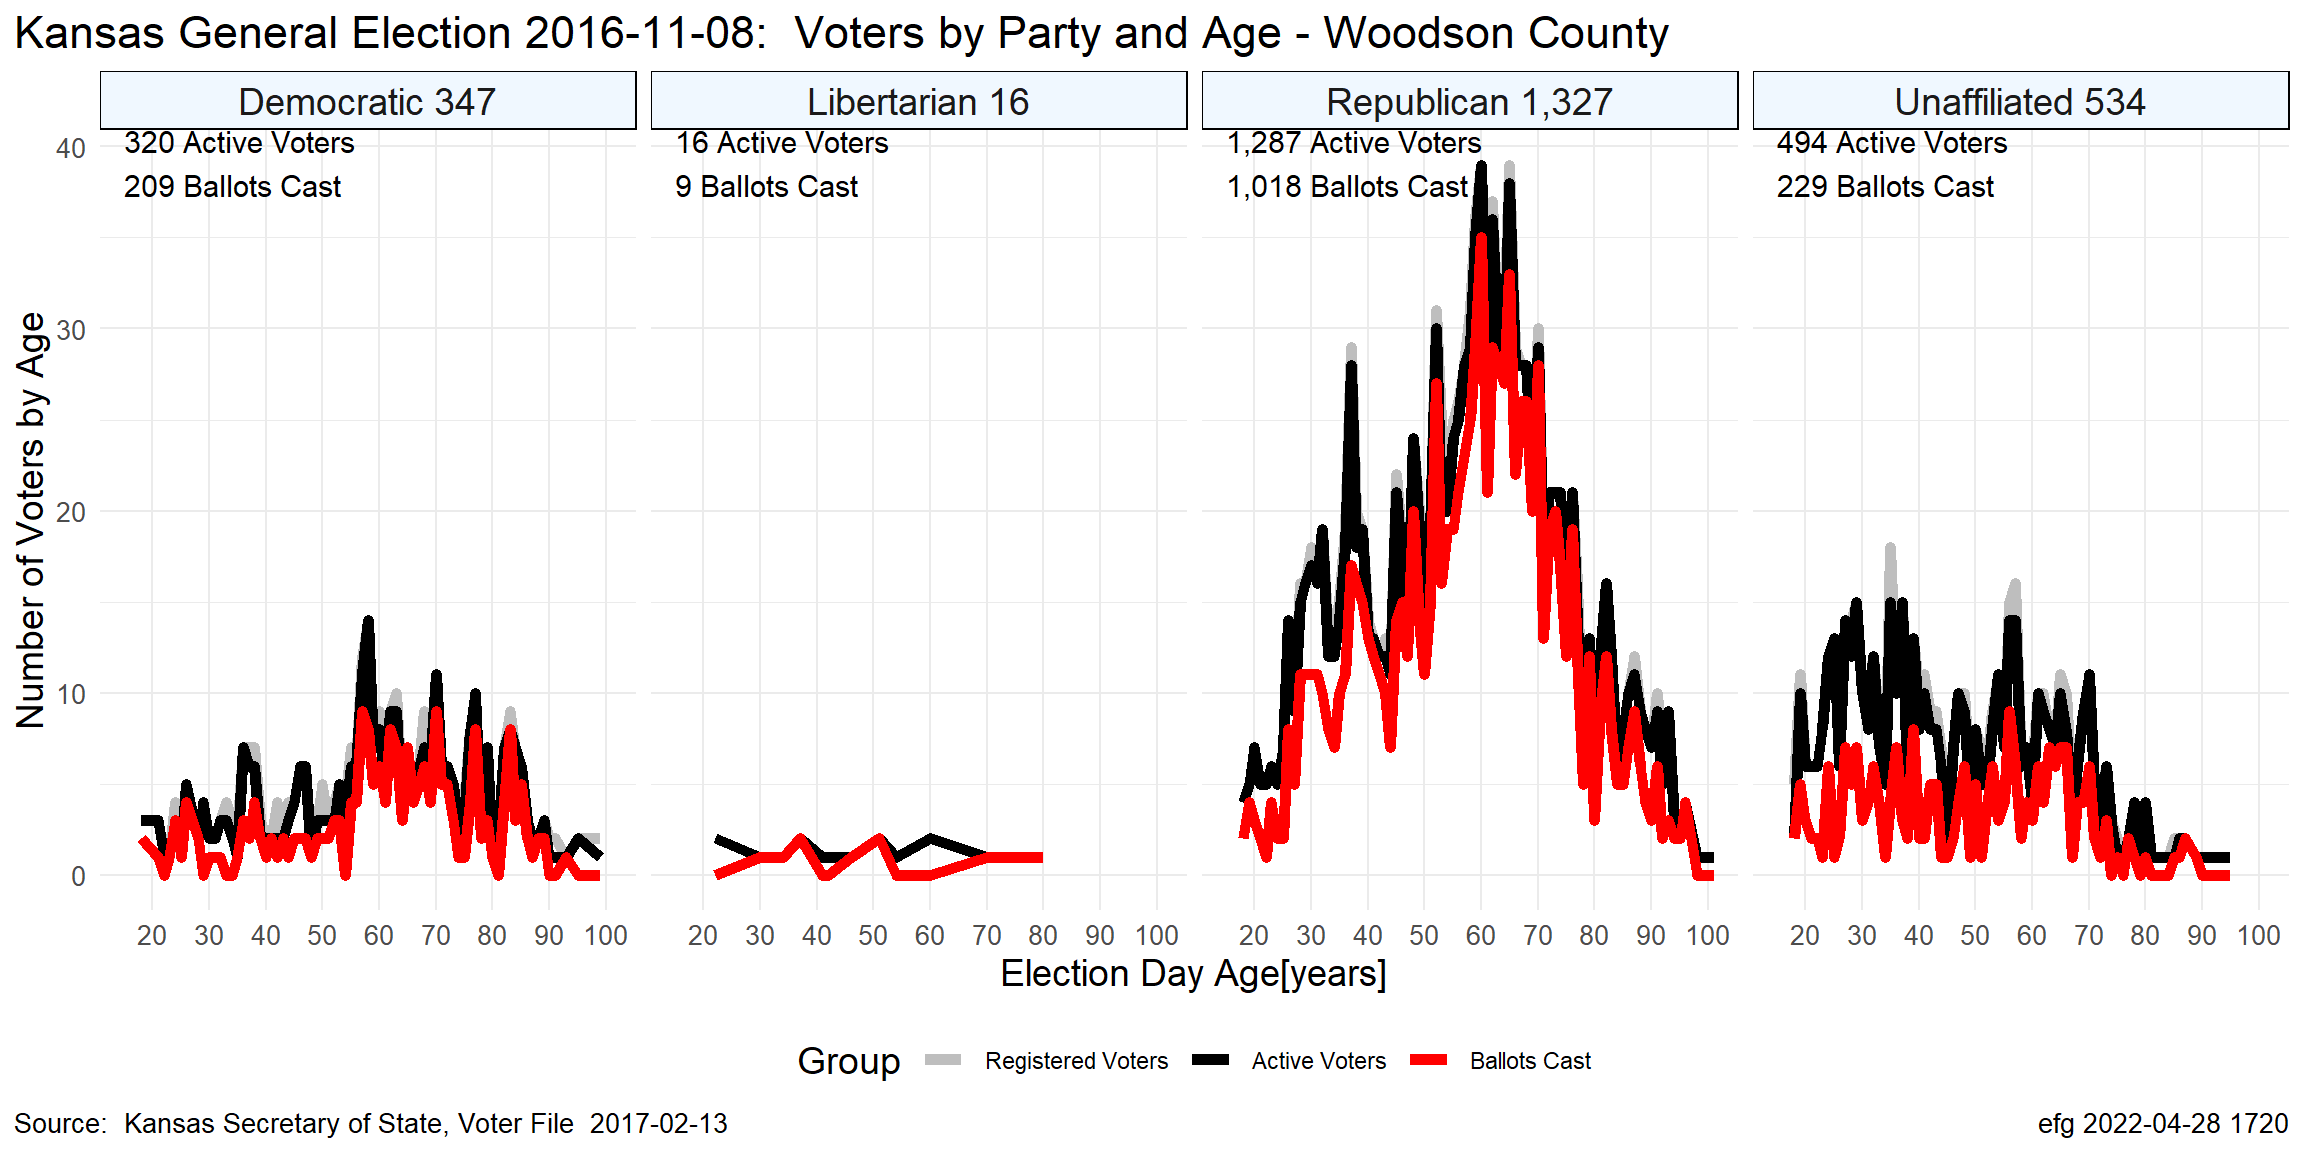 Kansas General Election 2016-11-08:  Voters by Party and Age - Woodson County
Democratic 347
Libertarian 16
Republican 1,327
Unaffiliated 534
320 Active Voters
209 Ballots Cast
16 Active Voters
9 Ballots Cast
1,287 Active Voters
1,018 Ballots Cast
494 Active Voters
229 Ballots Cast
Number of Voters by Age
40
30
20
10
0
20 30 40 50 60 70 80 90 100
20 30 40 50 60 70 80 90 100
20 30 40 50 60 70 80 90 100
20 30 40 50 60 70 80 90 100
Election Day Age[years]
Group Registered Voters Active Voters Ballots Cast
Source:  Kansas Secretary of State, Voter File  2017-02-13
efg 2022-04-28 1720